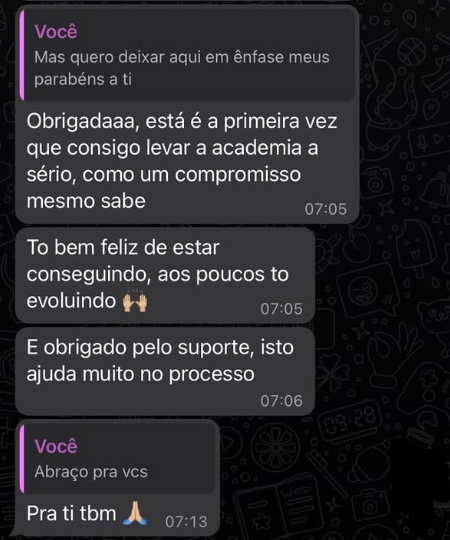 Você
Mas quero deixar aqui em ênfase meus
parabéns a ti
Obrigadaaa, está é a primeira vez
que consigo levar a academia a
sério, como um compromisso
mesmo sabe
07:05
To bem feliz de estar
conseguindo, aos poucos to
evoluindo 🙌🏼
07:05
E obrigado pelo suporte, isto
ajuda muito no processo
07:06
Você
Abraço pra vcs
Pra ti tbm 🙏🏼
07:13